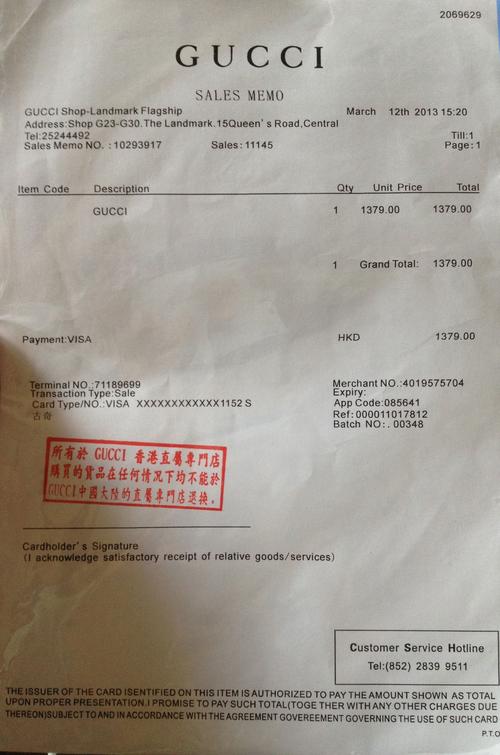 2069629
GUCCI
SALES MEMO
GUCCI Shop-Landmark Flagship March 12th 2013 15:20
Address:Shop G23-G30.The Landmark.15Queen's Road,Central
Tel:25244492 Till:1
Sales Memo NO. :10293917 Sales:11145 Page:1
Item Code Description Qty Unit Price Total
GUCCI 1 1379.00 1379.00
1 Grand Total: 1379.00
Payment:VISA HKD 1379.00
Terminal NO.:71189699 Merchant NO.:4019575704
Transaction Type:Sale Expiry:
Card Type/NO.:VISA XXXXXXXXXXXX1152 S App Code:085641
古奇 Ref:000011017812
Batch NO:. 00348
所有於 GUCCI 香港直屬專門店
購買的貨品在任何情况下均不能於
GUCCI中國大陸的直屬專門店退换。
Cardholder's Signature
(I acknowledge satisfactory receipt of relative goods/services)
Customer Service Hotline
Tel:(852) 2839 9511
THE ISSUER OF THE CARD ISENTIFIED ON THIS ITEM IS AUTHORIZED TO PAY THE AMOUNT SHOWN AS TOTAL
UPON PROPER PRESENTATION.I PROMISE TO PAY SUCH TOTAL(TOGE THER WITH ANY OTHER CHARGES DUE
THEREON)SUBJECT TO AND IN ACCORDANCE WITH THE AGREEMENT GOVEREEMENT GOVERNING THE USE OF SUCH CARD
P.T.O